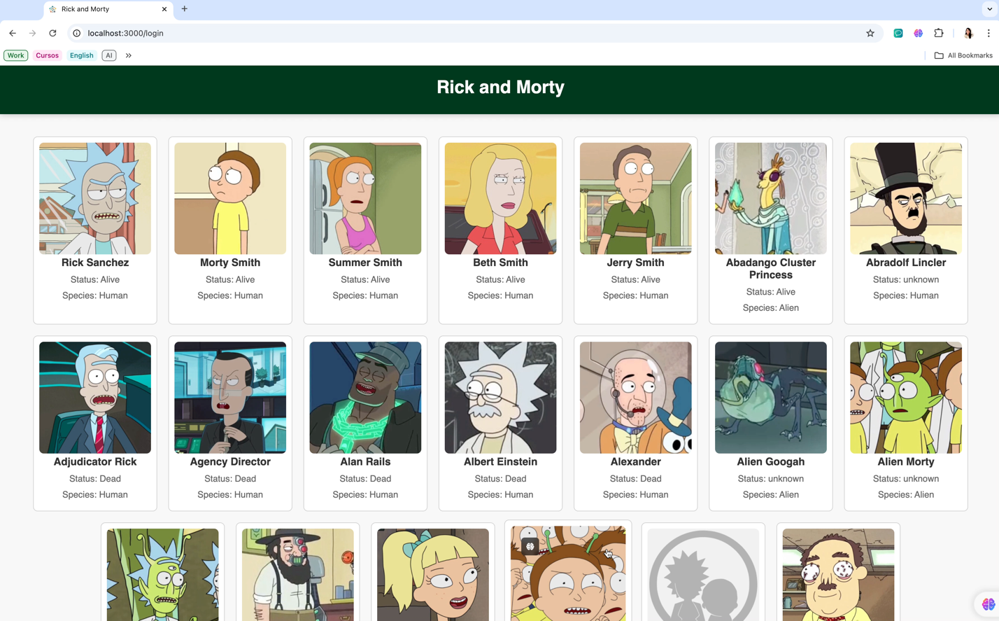 Rick and Morty
localhost:3000/login
Work
Cursos
English
AI
All Bookmarks
Rick and Morty
Rick Sanchez
Status: Alive
Species: Human
Morty Smith
Status: Alive
Species: Human
Summer Smith
Status: Alive
Species: Human
Beth Smith
Status: Alive
Species: Human
Jerry Smith
Status: Alive
Species: Human
Abadango Cluster
Princess
Status: Alive
Species: Alien
Abradolf Lincler
Status: unknown
Species: Human
Adjudicator Rick
Status: Dead
Species: Human
Agency Director
Status: Dead
Species: Human
Alan Rails
Status: Dead
Species: Human
Albert Einstein
Status: Dead
Species: Human
Alexander
Status: Dead
Species: Human
Alien Googah
Status: unknown
Species: Alien
Alien Morty
Status: unknown
Species: Alien